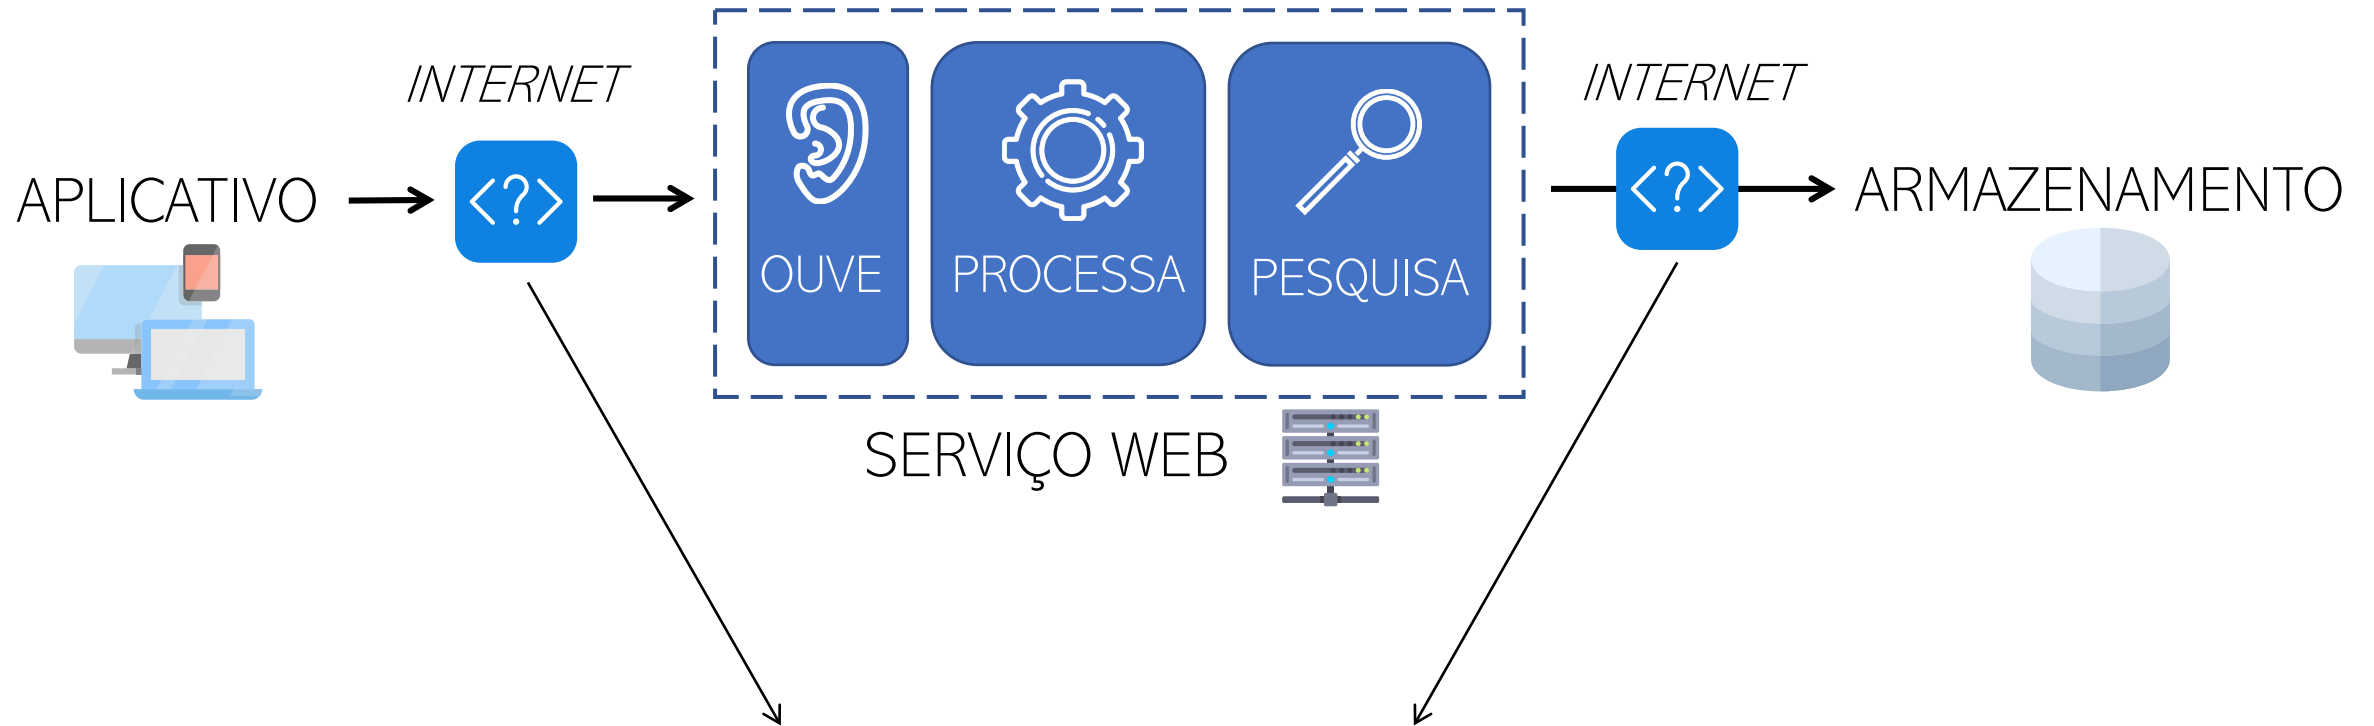 INTERNET
INTERNET
APLICATIVO
<?>
<?>
ARMAZENAMENTO
OUVE
PROCESSA
PESQUISA
SERVIÇO WEB